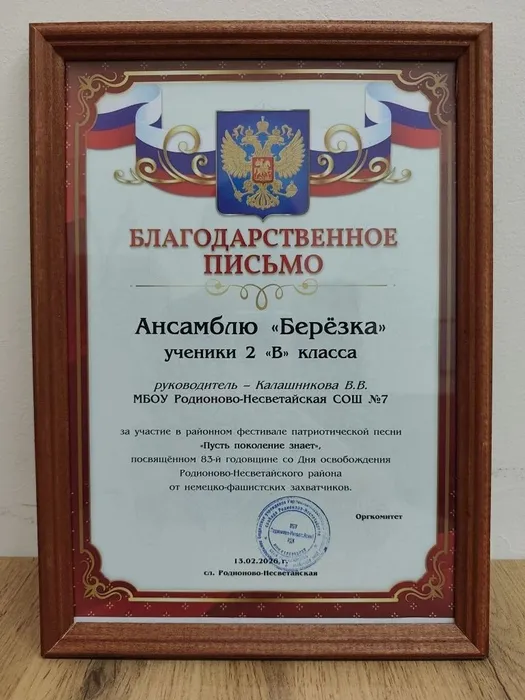 БЛАГОДАРСТВЕННОЕ
ПИСЬМО
Ансамблю «Берёзка»
ученики 2 «В» класса
руководитель – Калашникова В.В.
МБОУ Родионово-Несветайская СОШ №7
за участие в районном фестивале патриотической песни
«Пусть поколение знает»,
посвящённом 83-й годовщине со Дня освобождения
Родионово-Несветайского района
от немецко-фашистских захватчиков.
Оргкомитет
13.02.2026 г.
сл. Родионово-Несветайская